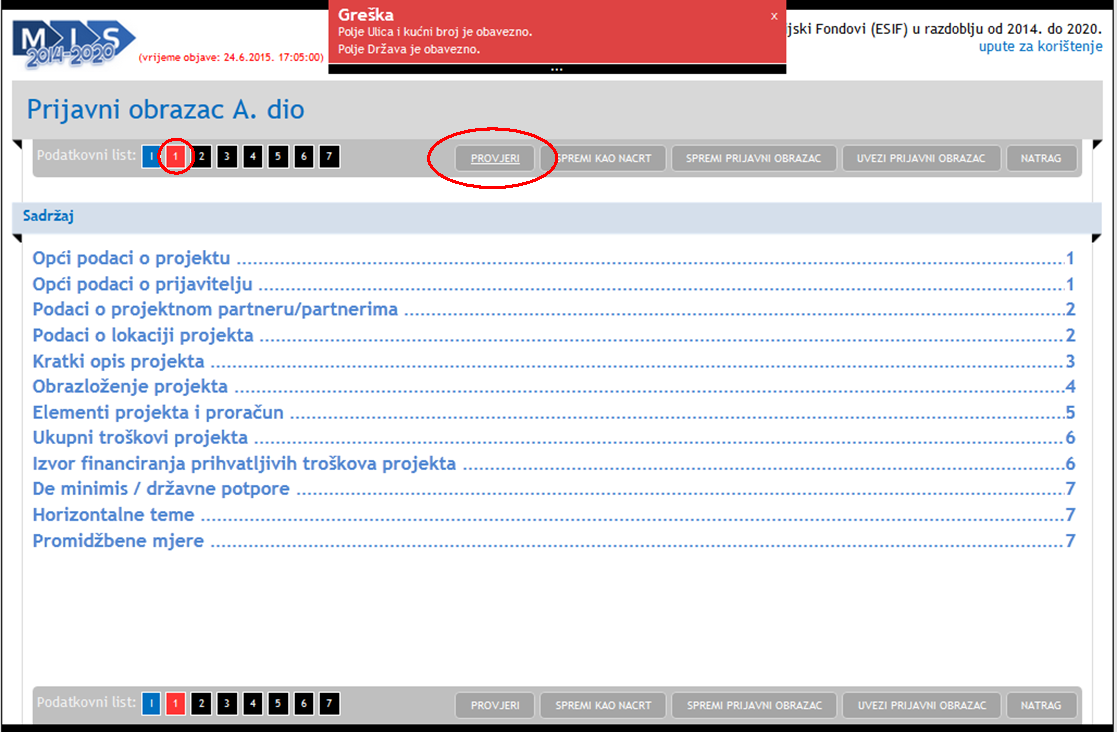 Greška
x
Polje Ulica i kućni broj je obavezno.
Polje Država je obavezno.
...
MIS
2014-2020
(vrijeme objave: 24.6.2015. 17:05:00)
jski Fondovi (ESIF) u razdoblju od 2014. do 2020.
upute za korištenje
Prijavni obrazac A. dio
Podatkovni list: I 1 2 3 4 5 6 7 PROVJERI SPREMI KAO NACRT SPREMI PRIJAVNI OBRAZAC UVEZI PRIJAVNI OBRAZAC NATRAG
Sadržaj
Opći podaci o projektu 1
Opći podaci o prijavitelju 1
Podaci o projektnom partneru/partnerima 2
Podaci o lokaciji projekta 2
Kratki opis projekta 3
Obrazloženje projekta 4
Elementi projekta i proračun 5
Ukupni troškovi projekta 6
Izvor financiranja prihvatljivih troškova projekta 6
De minimis / državne potpore 7
Horizontalne teme 7
Promidžbene mjere 7
Podatkovni list: I 1 2 3 4 5 6 7 PROVJERI SPREMI KAO NACRT SPREMI PRIJAVNI OBRAZAC UVEZI PRIJAVNI OBRAZAC NATRAG